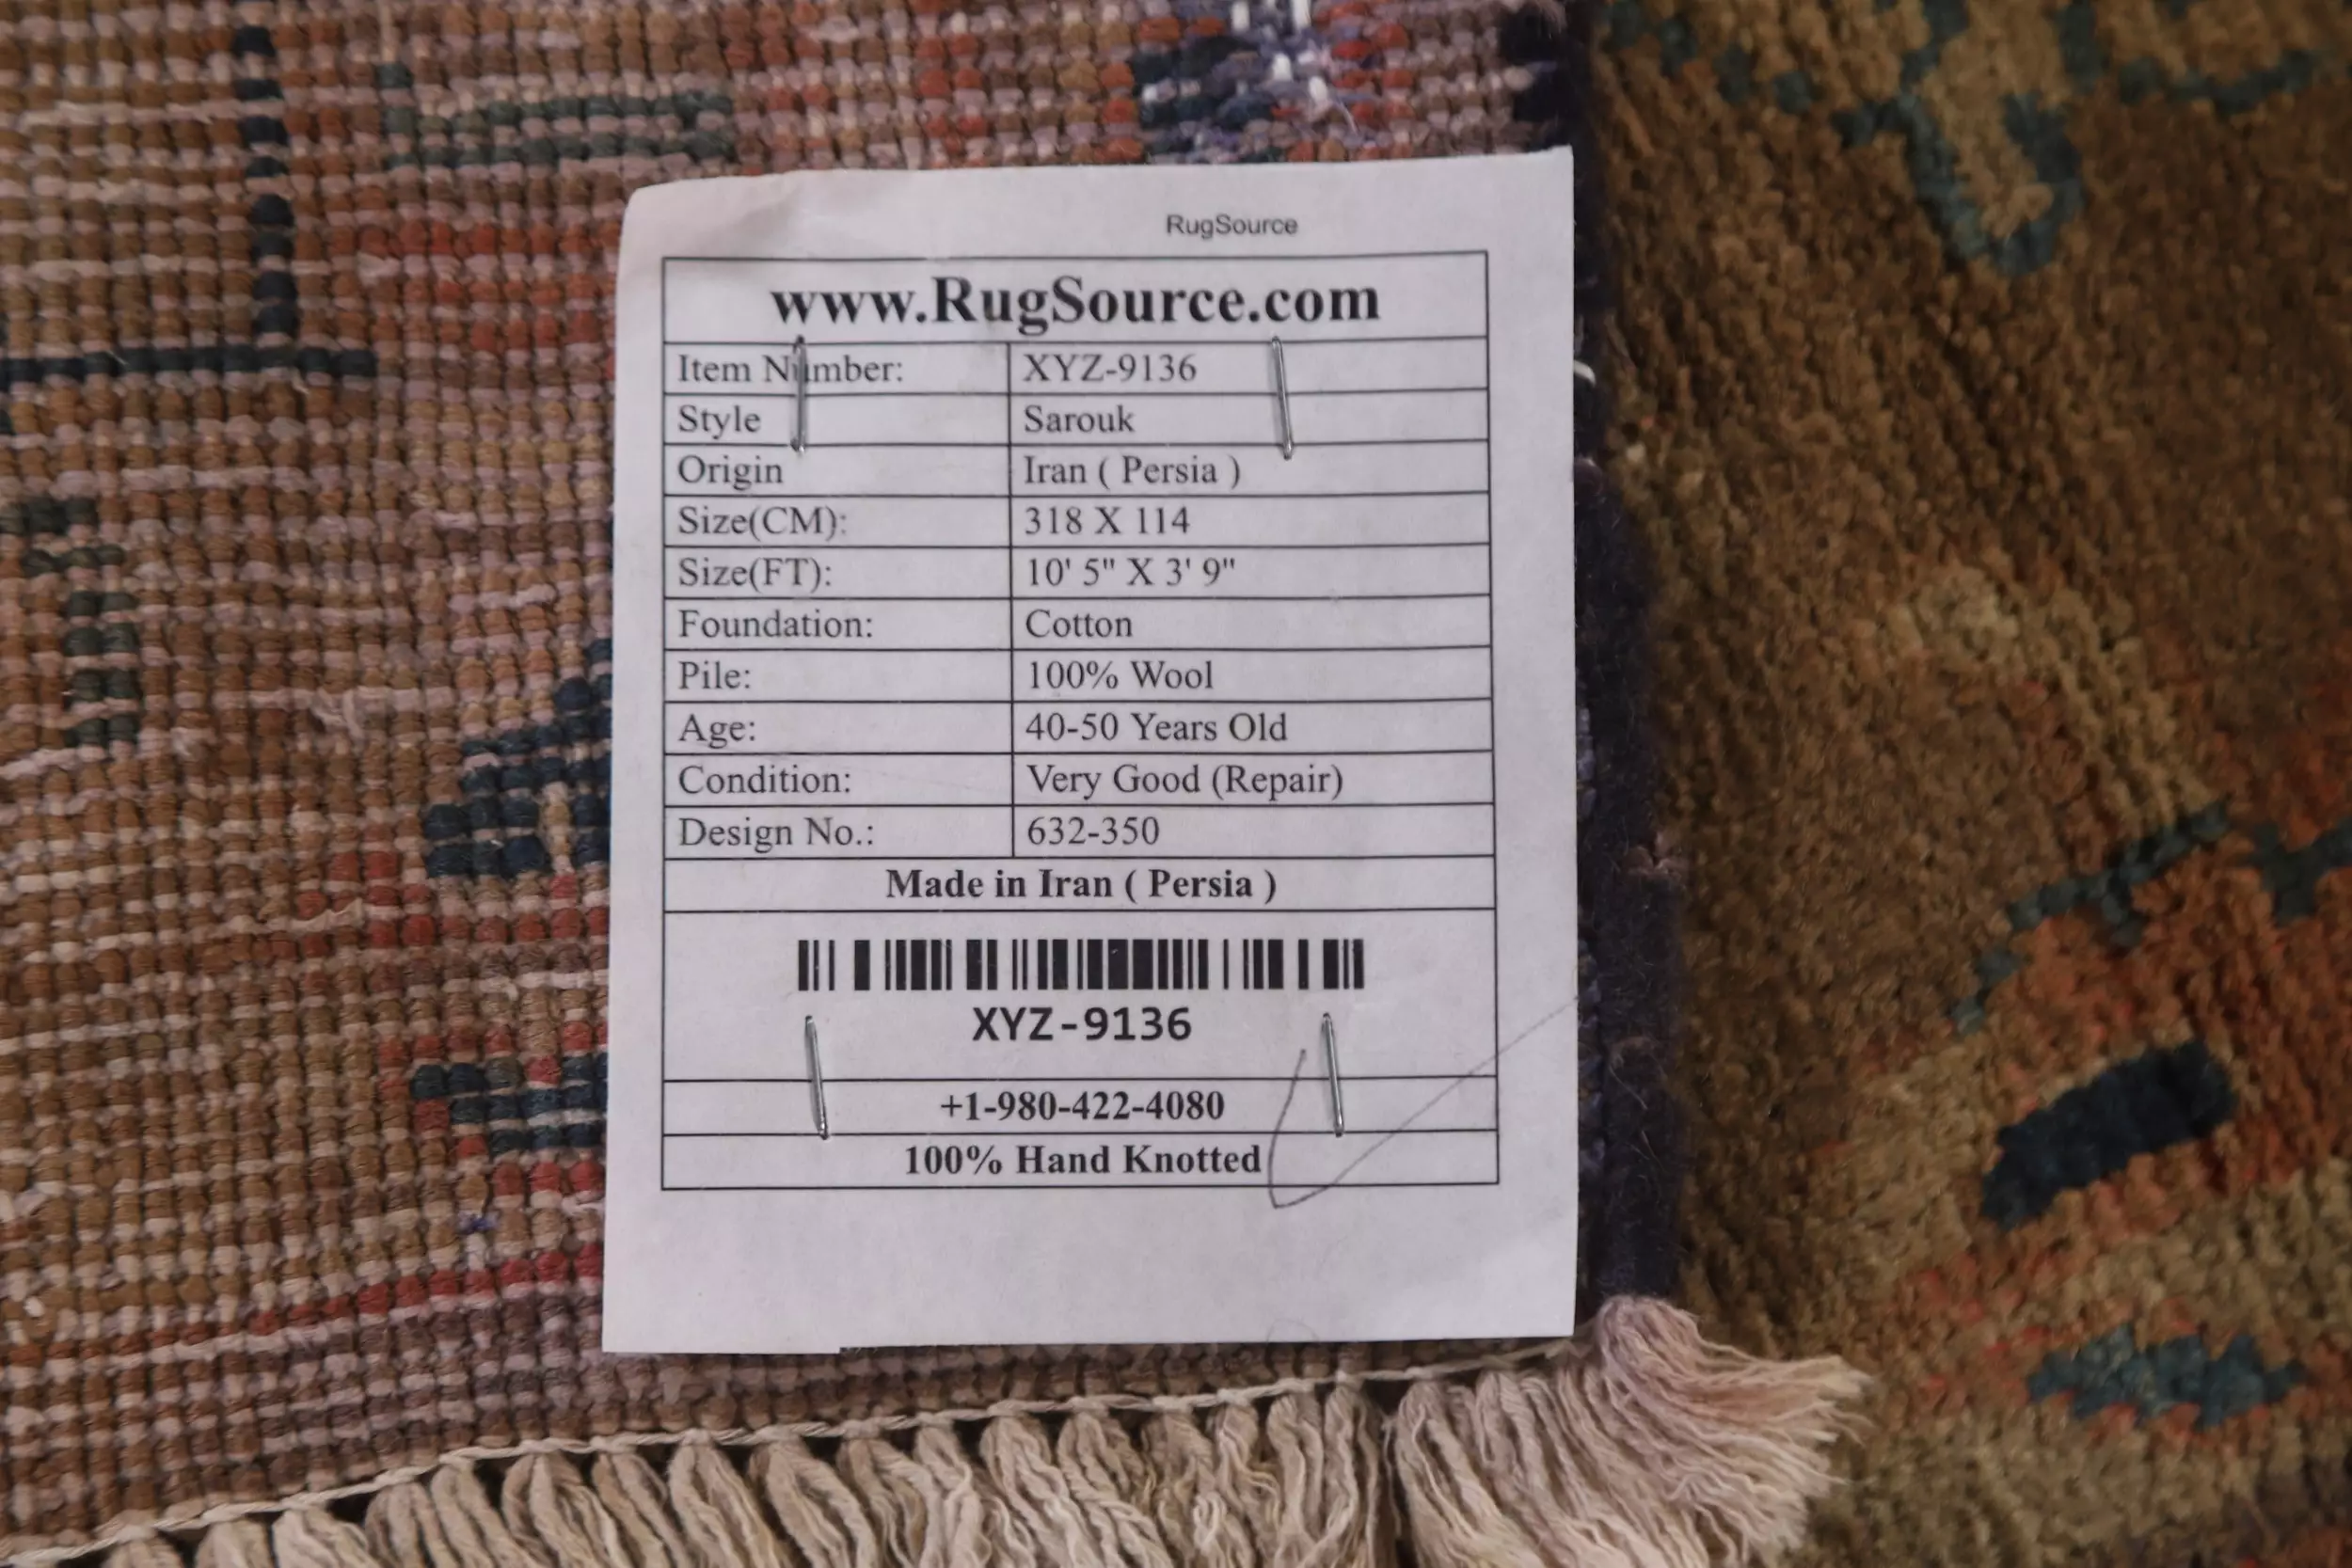 RugSource
www.RugSource.com
Item Number: XYZ-9136
Style Sarouk
Origin Iran ( Persia )
Size(CM): 318 X 114
Size(FT): 10' 5" X 3' 9"
Foundation: Cotton
Pile: 100% Wool
Age: 40-50 Years Old
Condition: Very Good (Repair)
Design No.: 632-350
Made in Iran ( Persia )
XYZ-9136
+1-980-422-4080
100% Hand Knotted